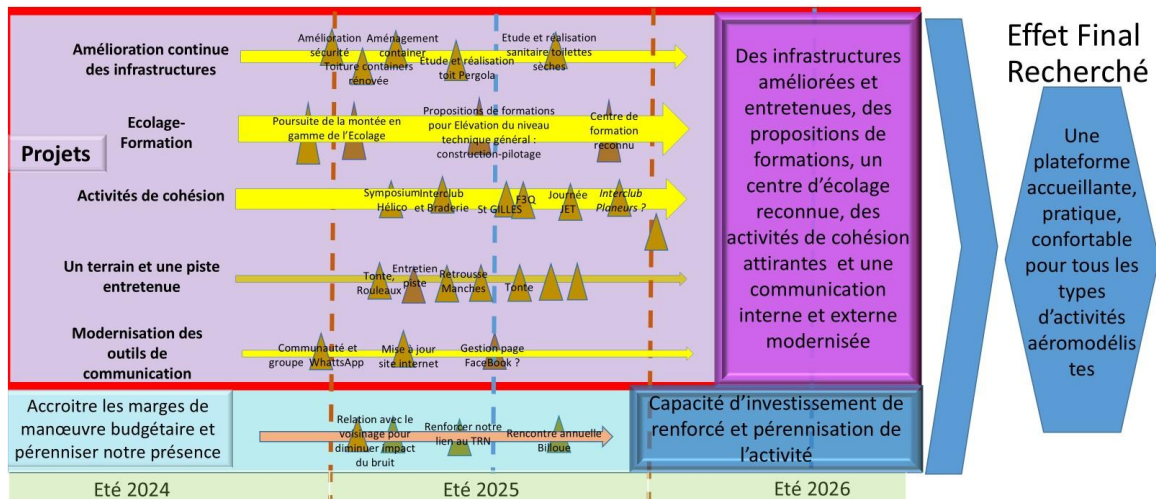 Projets
Amélioration continue
des infrastructures
Amélioration
sécurité
Toiture containers
rénovée
Aménagement
container
Etude et réalisation
toit Pergola
Etude et réalisation
sanitaire toilettes
sèches
Ecolage-
Formation
Poursuite de la montée en
gamme de l'Ecolage
Propositions de formations
pour Elévation du niveau
technique général :
construction-pilotage
Centre de
formation
reconnu
Activités de cohésion
Symposium
Hélico
Interclub
et Braderie
St GILLES
F3Q
Journée
JET
Interclub
Planeurs ?
Un terrain et une piste
entretenue
Tonte,
Rouleaux
Entretien
piste
Retrousse
Manches
Tonte
Modernisation des
outils de
communication
Communauté et
groupe WhattsApp
Mise à jour
site internet
Gestion page
FaceBook ?
Des infrastructures
améliorées et
entretenues, des
propositions de
formations, un
centre d'écolage
reconnue, des
activités de cohésion
attirantes et une
communication
interne et externe
modernisée
Effet Final
Recherché
Une
plateforme
accueillante,
pratique,
confortable
pour tous les
types
d'activités
aéromodélis
tes
Accroitre les marges de
manœuvre budgétaire et
pérenniser notre présence
Relation avec le
voisinage pour
diminuer impact
du bruit
Renforcer notre
lien au TRN
Rencontre annuelle
Billoue
Capacité d'investissement de
renforcé et pérennisation de
l'activité
Eté 2024
Eté 2025
Eté 2026